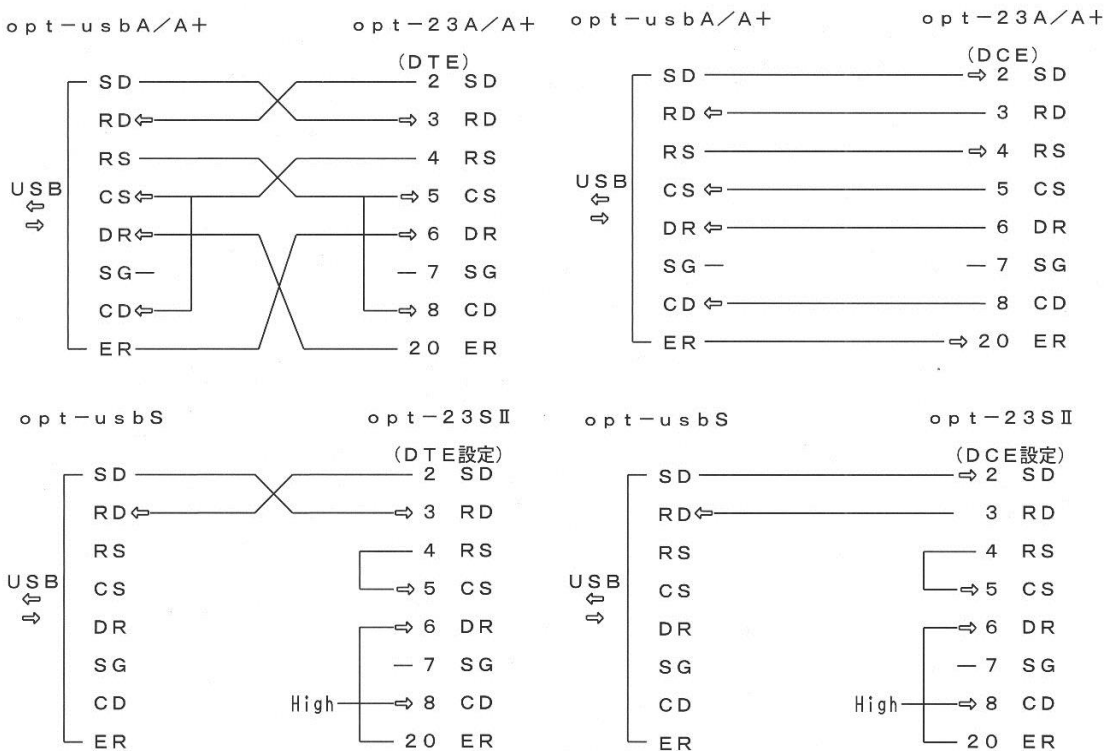 opt-usbA/A+ opt-23A/A+
(DTE)
SD 2 SD
RD 3 RD
RS 4 RS
USB CS 5 CS
DR 6 DR
SG 7 SG
CD 8 CD
ER 20 ER
opt-usbA/A+ opt-23A/A+
(DCE)
SD 2 SD
RD 3 RD
RS 4 RS
USB CS 5 CS
DR 6 DR
SG 7 SG
CD 8 CD
ER 20 ER
opt-usbS opt-23SⅡ
(DTE設定)
SD 2 SD
RD 3 RD
RS 4 RS
USB CS 5 CS
DR 6 DR
SG 7 SG
CD High 8 CD
ER 20 ER
opt-usbS opt-23SⅡ
(DCE設定)
SD 2 SD
RD 3 RD
RS 4 RS
USB CS 5 CS
DR 6 DR
SG 7 SG
CD High 8 CD
ER 20 ER